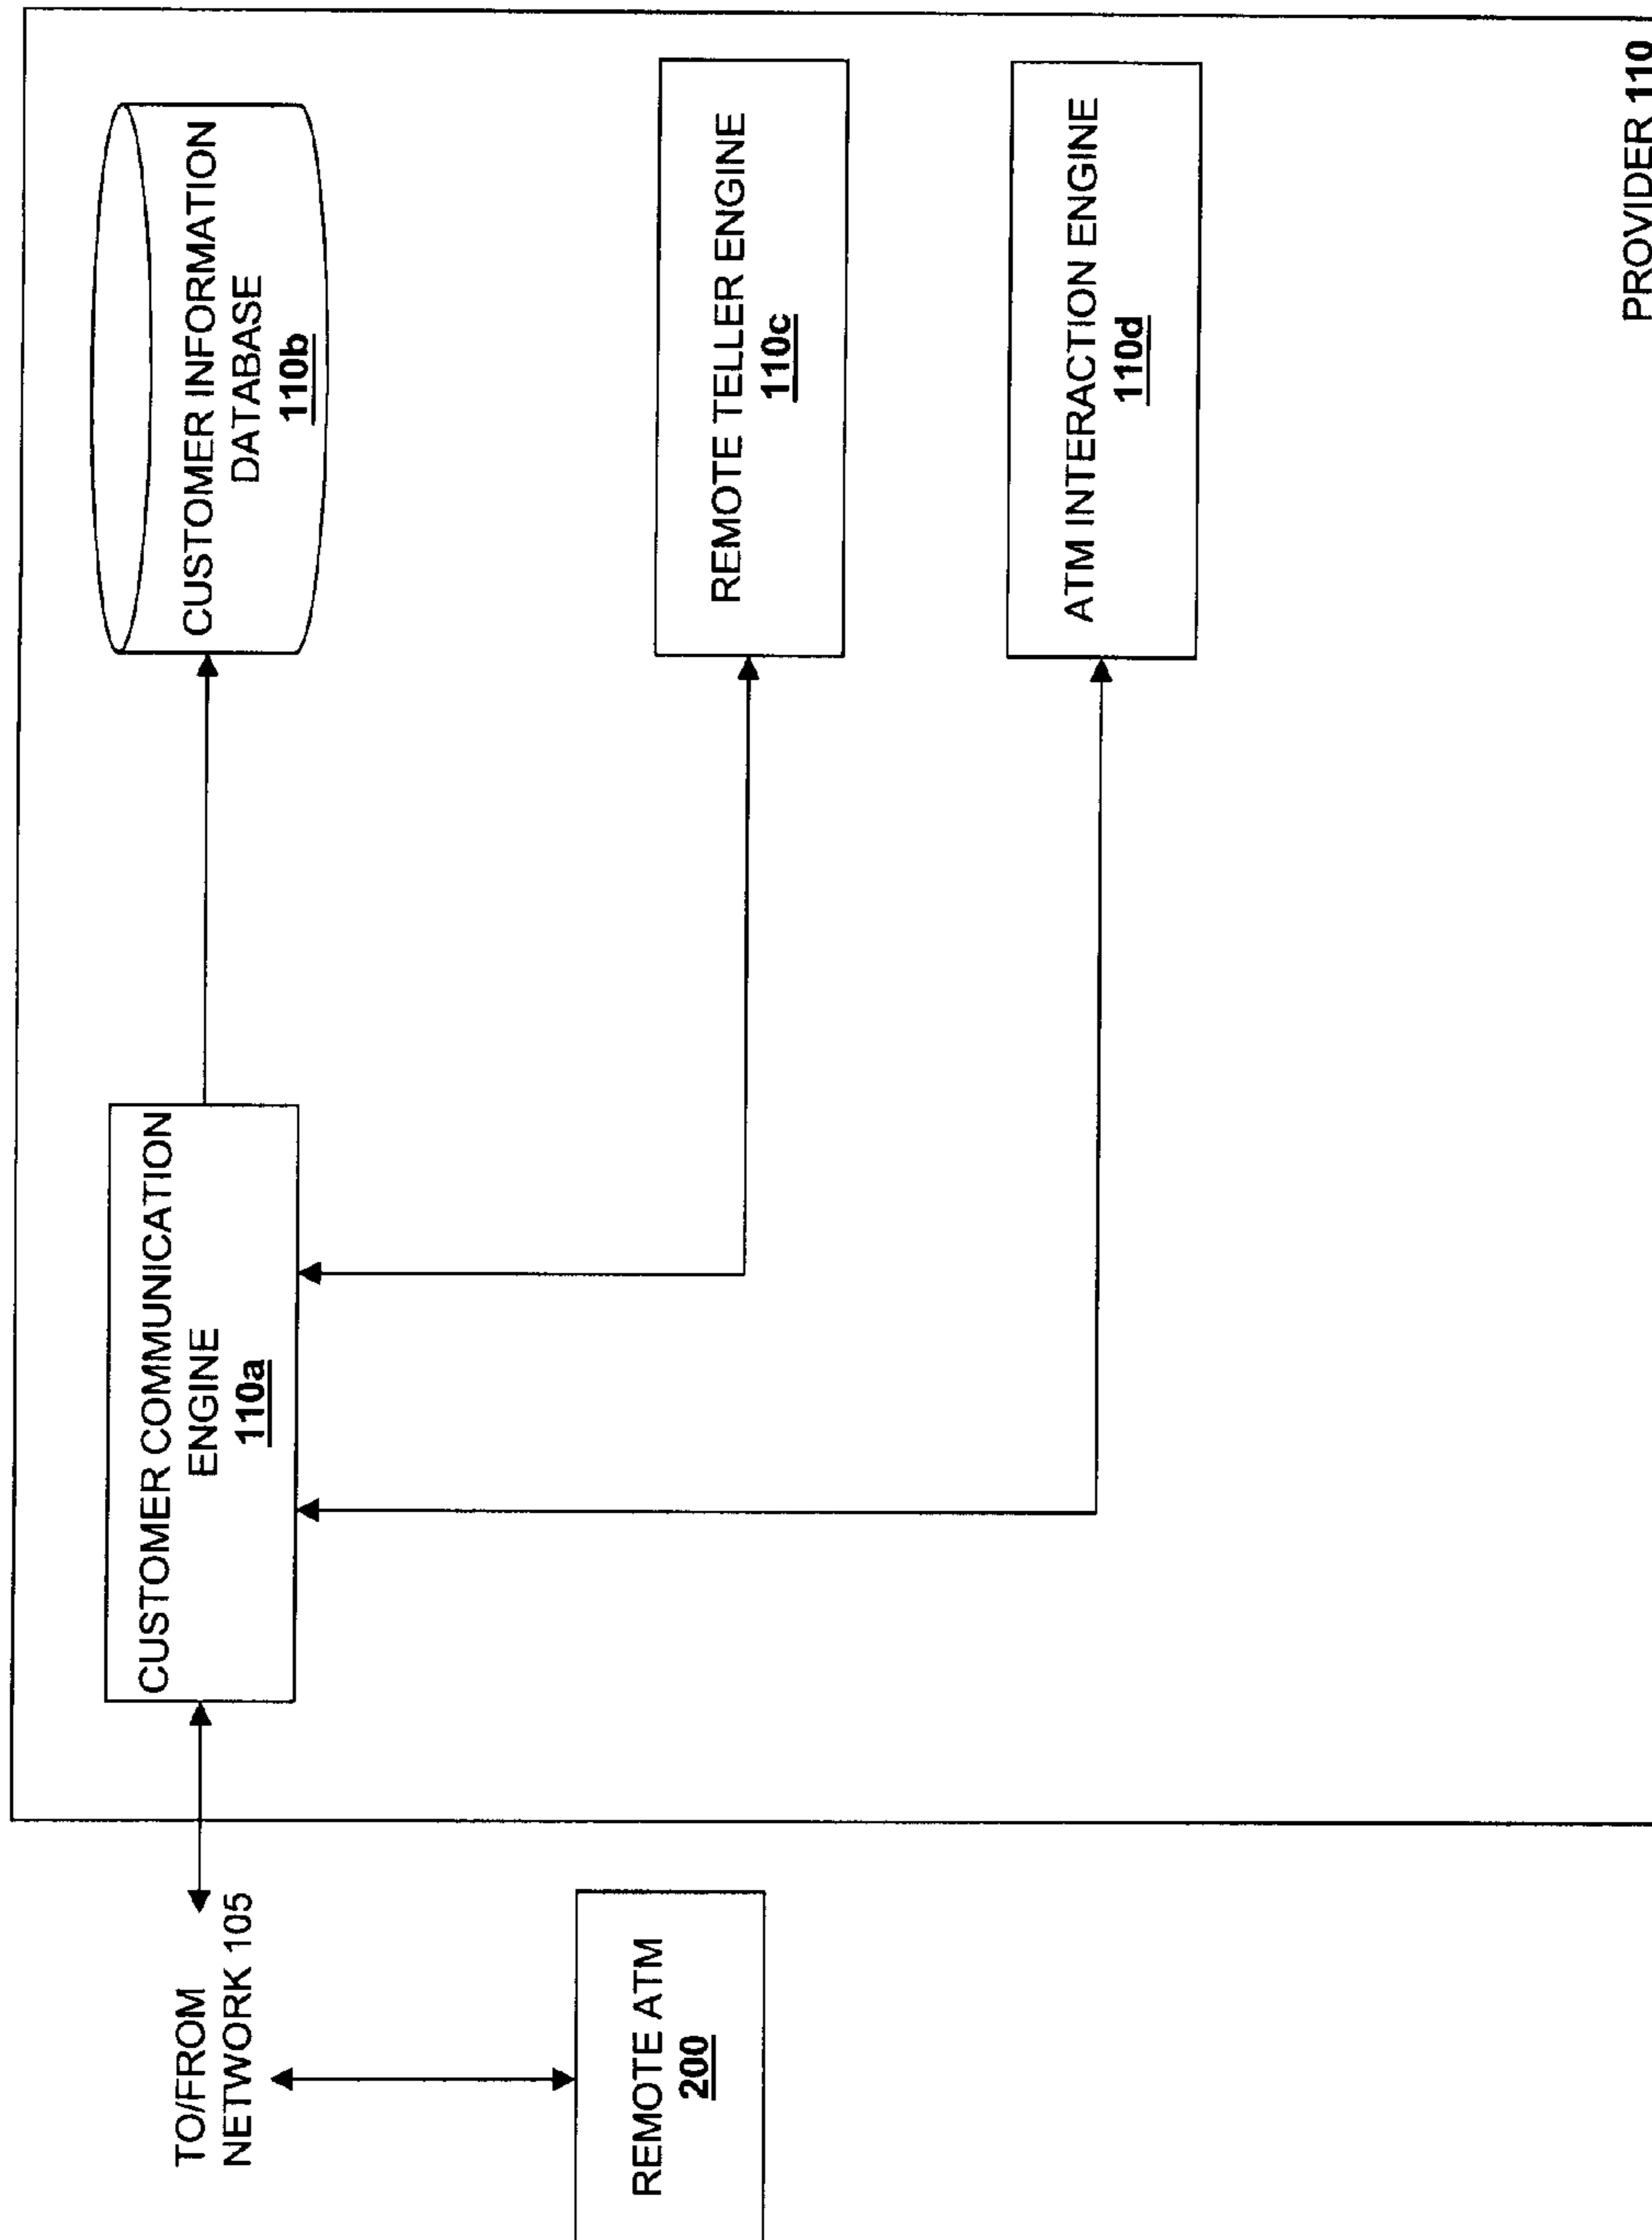 TO/FROM
NETWORK 105
REMOTE ATM
200
CUSTOMER COMMUNICATION
ENGINE
110a
CUSTOMER INFORMATION
DATABASE
110b
REMOTE TELLER ENGINE
110c
ATM INTERACTION ENGINE
110d
PROVIDER 110